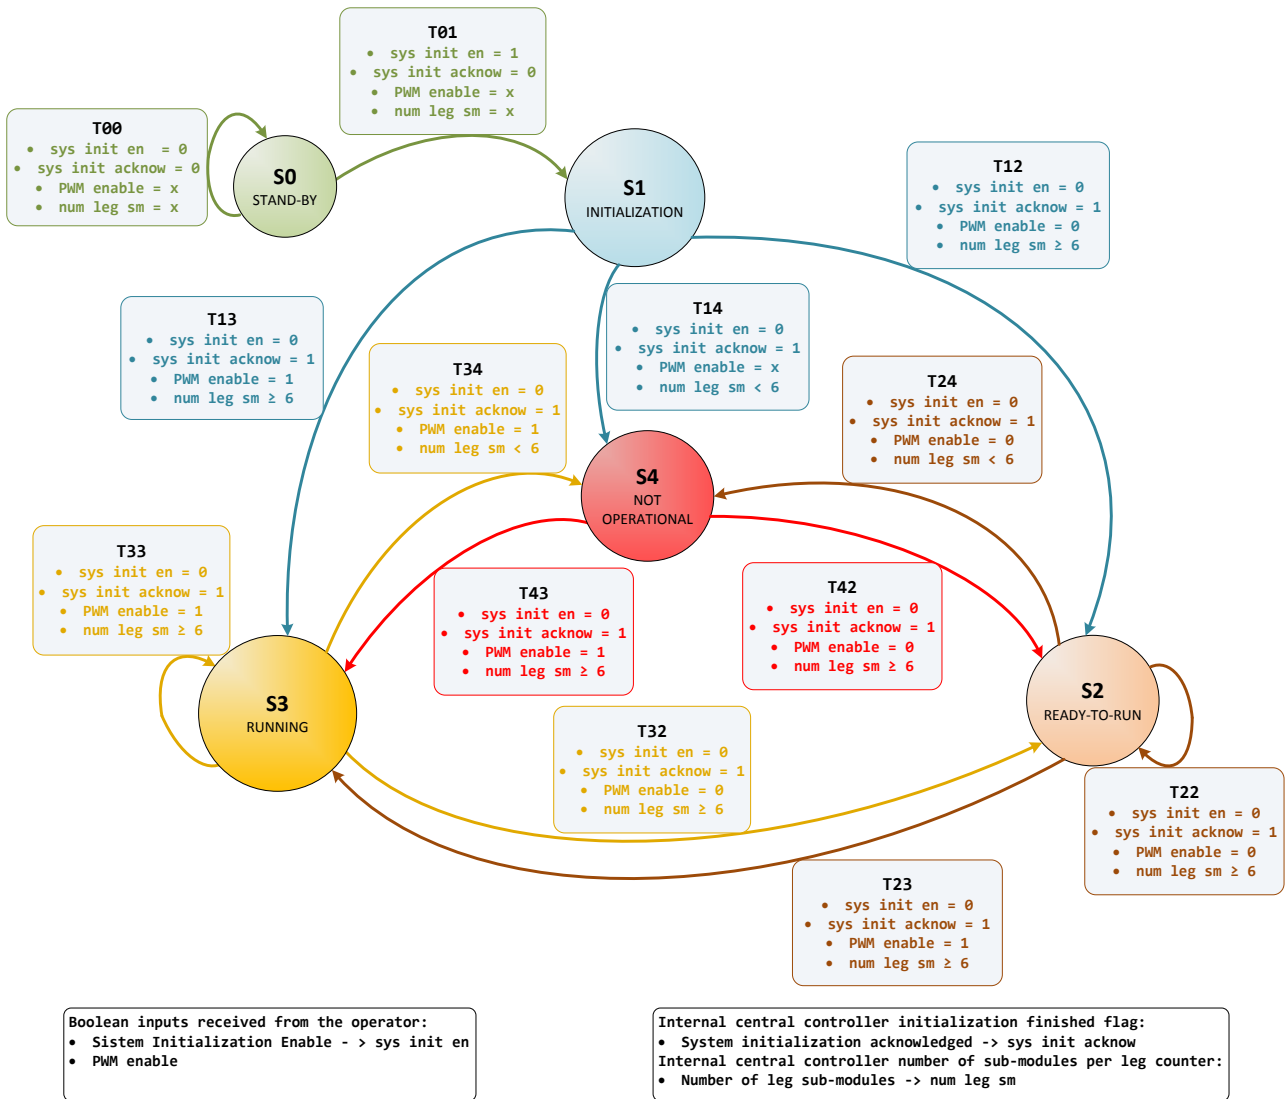 T01
• sys init en = 1
• sys init acknow = 0
• PWM enable = x
• num leg sm = x
T00
• sys init en = 0
• sys init acknow = 0
• PWM enable = x
• num leg sm = x
S0
STAND-BY
S1
INITIALIZATION
T12
• sys init en = 0
• sys init acknow = 1
• PWM enable = 0
• num leg sm ≥ 6
T13
• sys init en = 0
• sys init acknow = 1
• PWM enable = 1
• num leg sm ≥ 6
T14
• sys init en = 0
• sys init acknow = 1
• PWM enable = x
• num leg sm < 6
T34
• sys init en = 0
• sys init acknow = 1
• PWM enable = 1
• num leg sm < 6
T24
• sys init en = 0
• sys init acknow = 1
• PWM enable = 0
• num leg sm < 6
S4
NOT
OPERATIONAL
T33
• sys init en = 0
• sys init acknow = 1
• PWM enable = 1
• num leg sm ≥ 6
T43
• sys init en = 0
• sys init acknow = 1
• PWM enable = 1
• num leg sm ≥ 6
T42
• sys init en = 0
• sys init acknow = 1
• PWM enable = 0
• num leg sm ≥ 6
S3
RUNNING
S2
READY-TO-RUN
T32
• sys init en = 0
• sys init acknow = 1
• PWM enable = 0
• num leg sm ≥ 6
T22
• sys init en = 0
• sys init acknow = 1
• PWM enable = 0
• num leg sm ≥ 6
T23
• sys init en = 0
• sys init acknow = 1
• PWM enable = 1
• num leg sm ≥ 6
Boolean inputs received from the operator:
• Sistem Initialization Enable - > sys init en
• PWM enable
Internal central controller initialization finished flag:
• System initialization acknowledged -> sys init acknow
Internal central controller number of sub-modules per leg counter:
• Number of leg sub-modules -> num leg sm